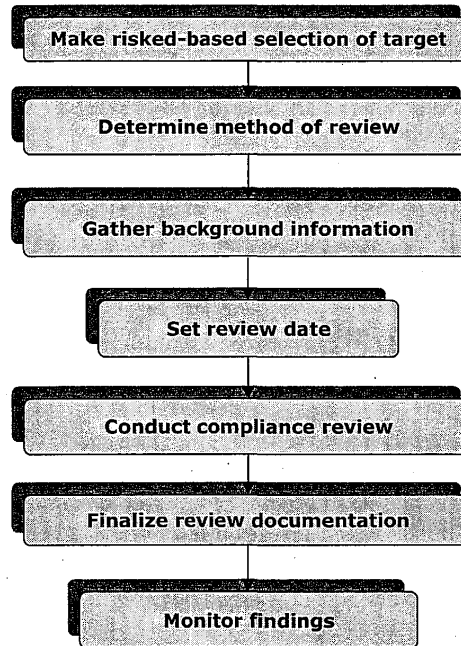 Make risked-based selection of target
Determine method of review
Gather background information
Set review date
Conduct compliance review
Finalize review documentation
Monitor findings